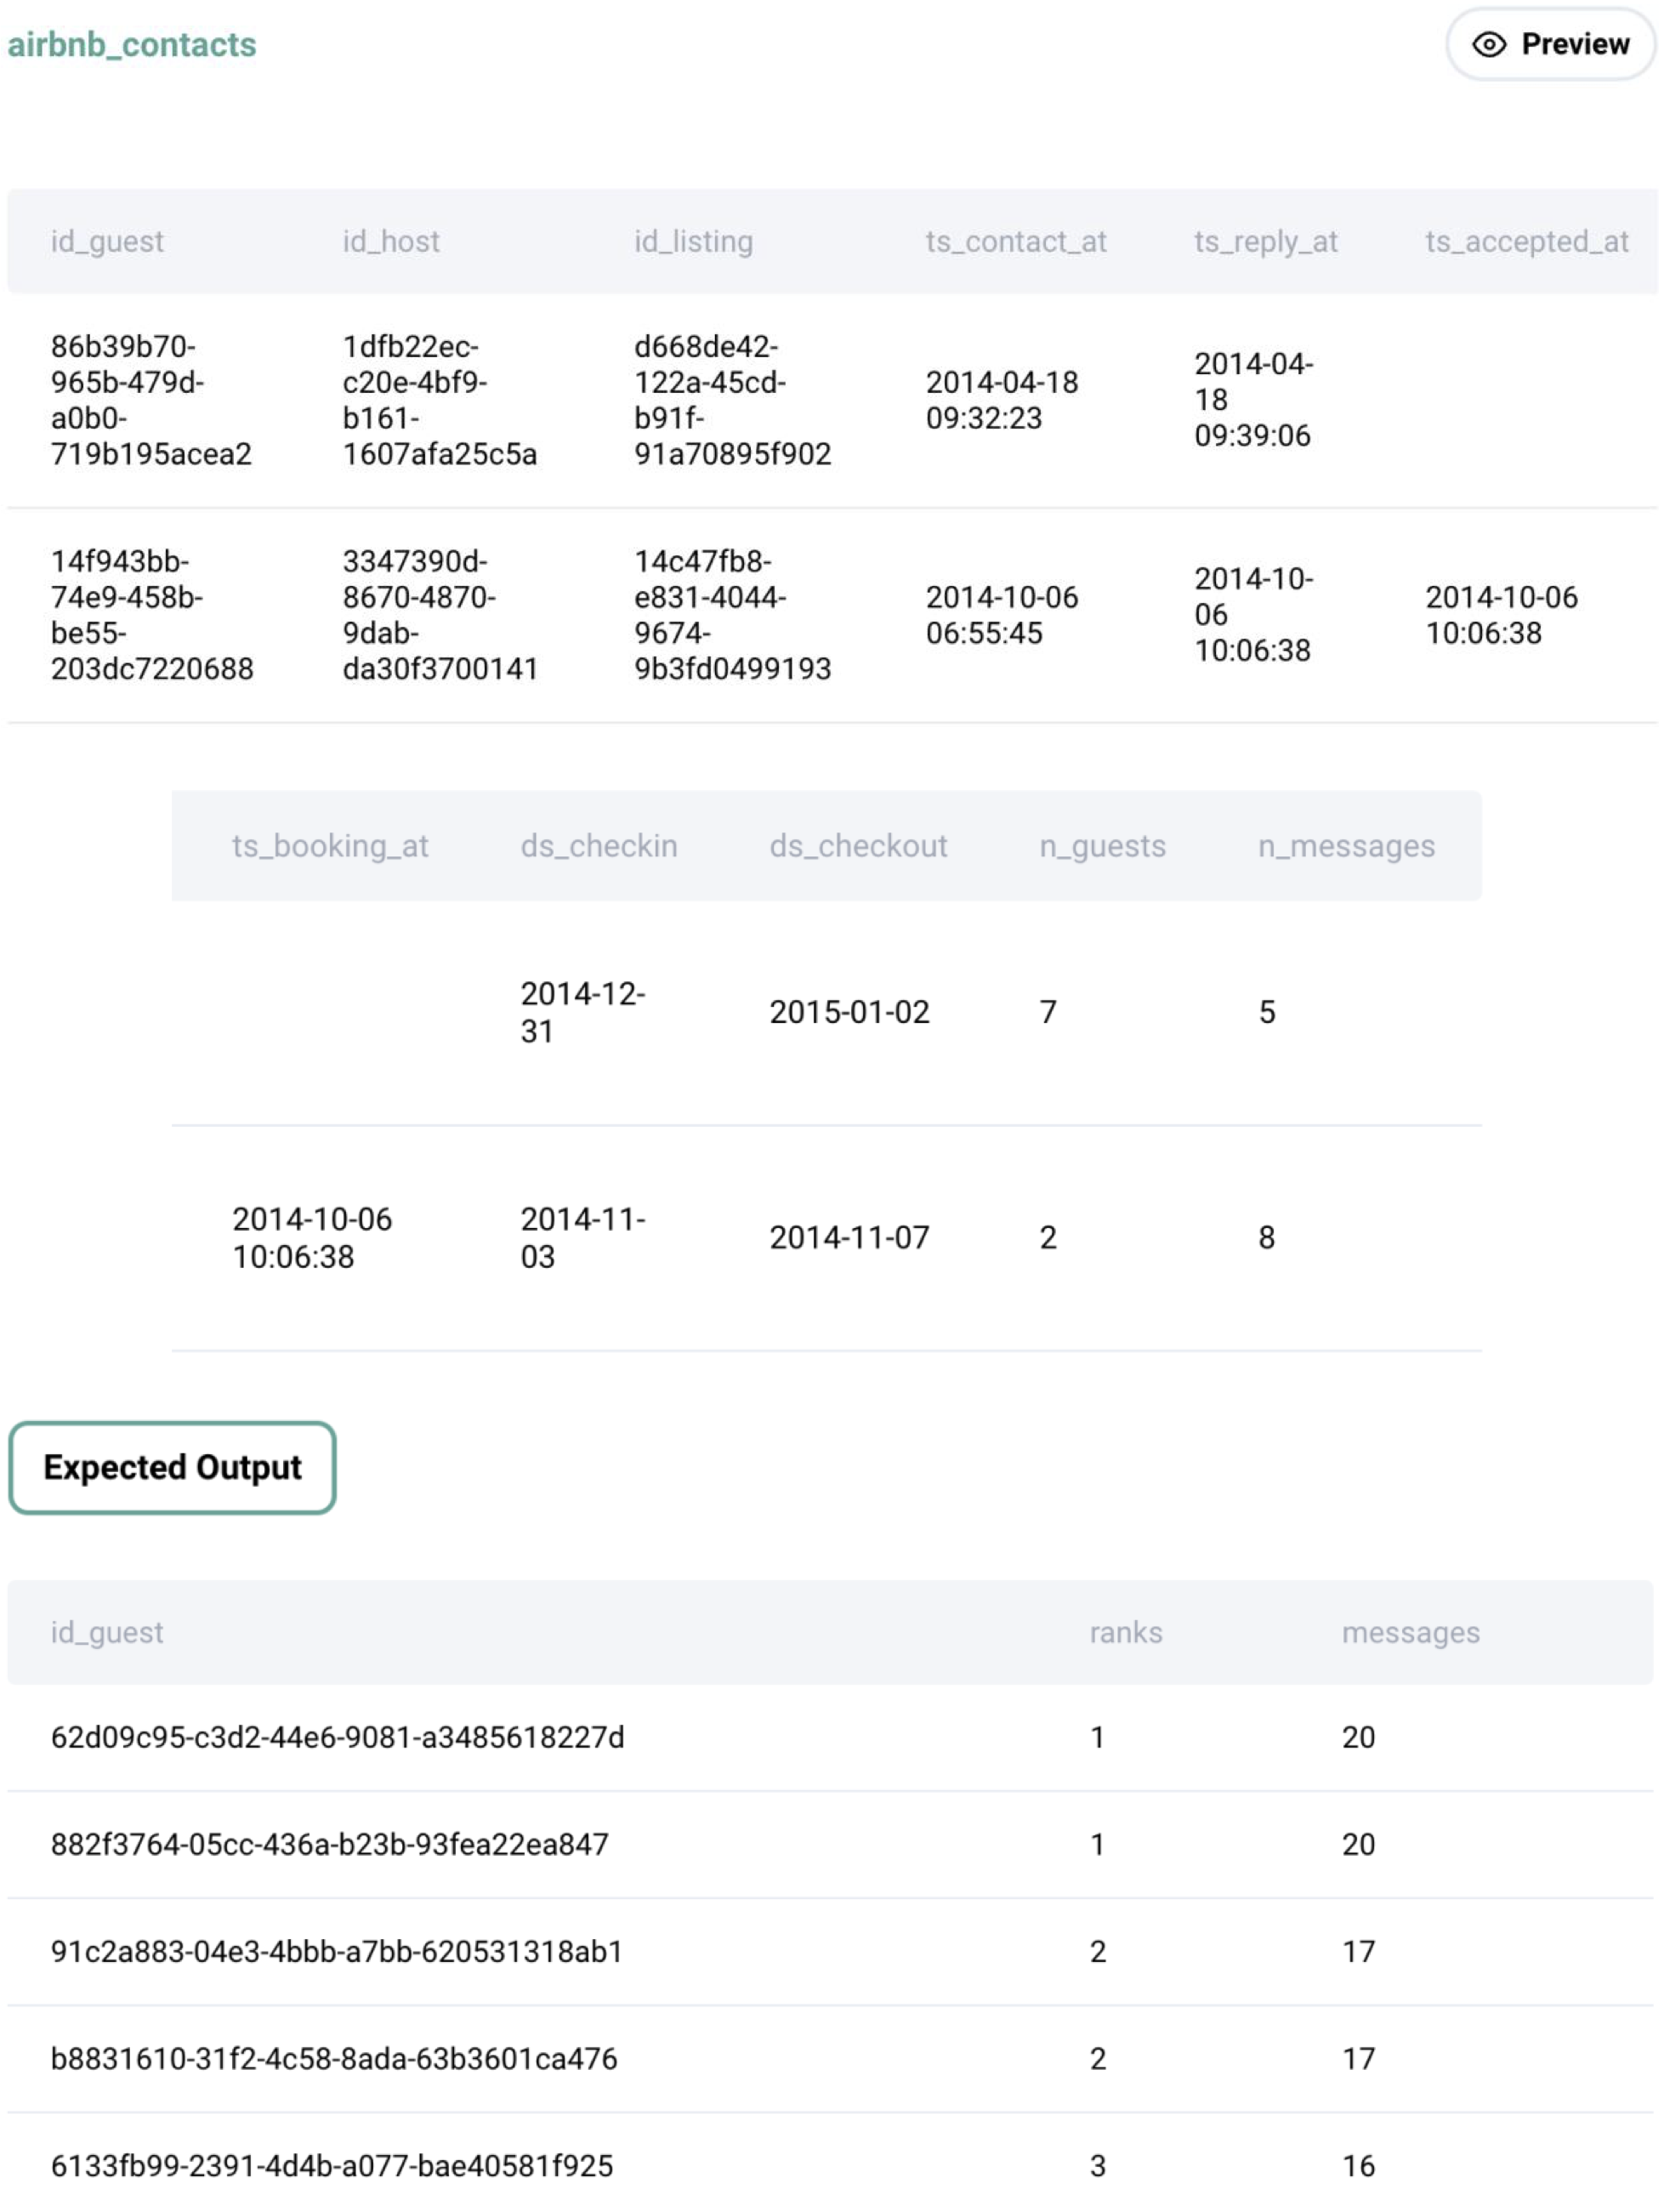 airbnb_contacts
Preview
id_guest id_host id_listing ts_contact_at ts_reply_at ts_accepted_at
86b39b70-
965b-479d-
a0b0-
719b195acea2
1dfb22ec-
c20e-4bf9-
b161-
1607afa25c5a
d668de42-
122a-45cd-
b91f-
91a70895f902
2014-04-18
09:32:23
2014-04-
18
09:39:06
14f943bb-
74e9-458b-
be55-
203dc7220688
3347390d-
8670-4870-
9dab-
da30f3700141
14c47fb8-
e831-4044-
9674-
9b3fd0499193
2014-10-06
06:55:45
2014-10-
06
10:06:38
2014-10-06
10:06:38
ts_booking_at ds_checkin ds_checkout n_guests n_messages
2014-12-
31
2015-01-02
7
5
2014-10-06
10:06:38
2014-11-
03
2014-11-07
2
8
Expected Output
id_guest ranks messages
62d09c95-c3d2-44e6-9081-a3485618227d 1 20
882f3764-05cc-436a-b23b-93fea22ea847 1 20
91c2a883-04e3-4bbb-a7bb-620531318ab1 2 17
b8831610-31f2-4c58-8ada-63b3601ca476 2 17
6133fb99-2391-4d4b-a077-bae40581f925 3 16